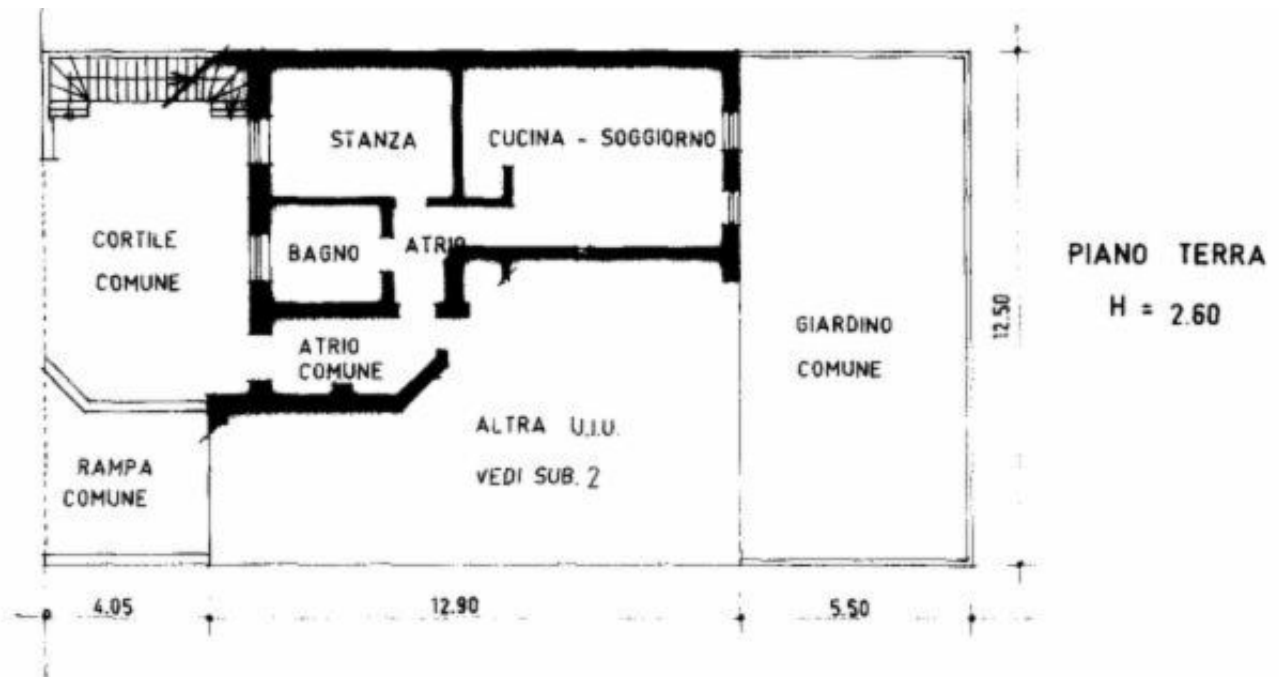 STANZA
CUCINA - SOGGIORNO
CORTILE
COMUNE
BAGNO
ATRIO
PIANO TERRA
H = 2.60
12.50
GIARDINO
COMUNE
ATRIO
COMUNE
ALTRA U.I.U.
VEDI SUB. 2
RAMPA
COMUNE
4.05
12.90
5.50